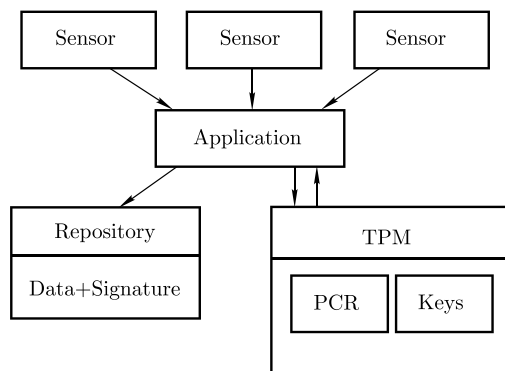 Sensor
Sensor
Sensor
Application
Repository
Data+Signature
TPM
PCR
Keys